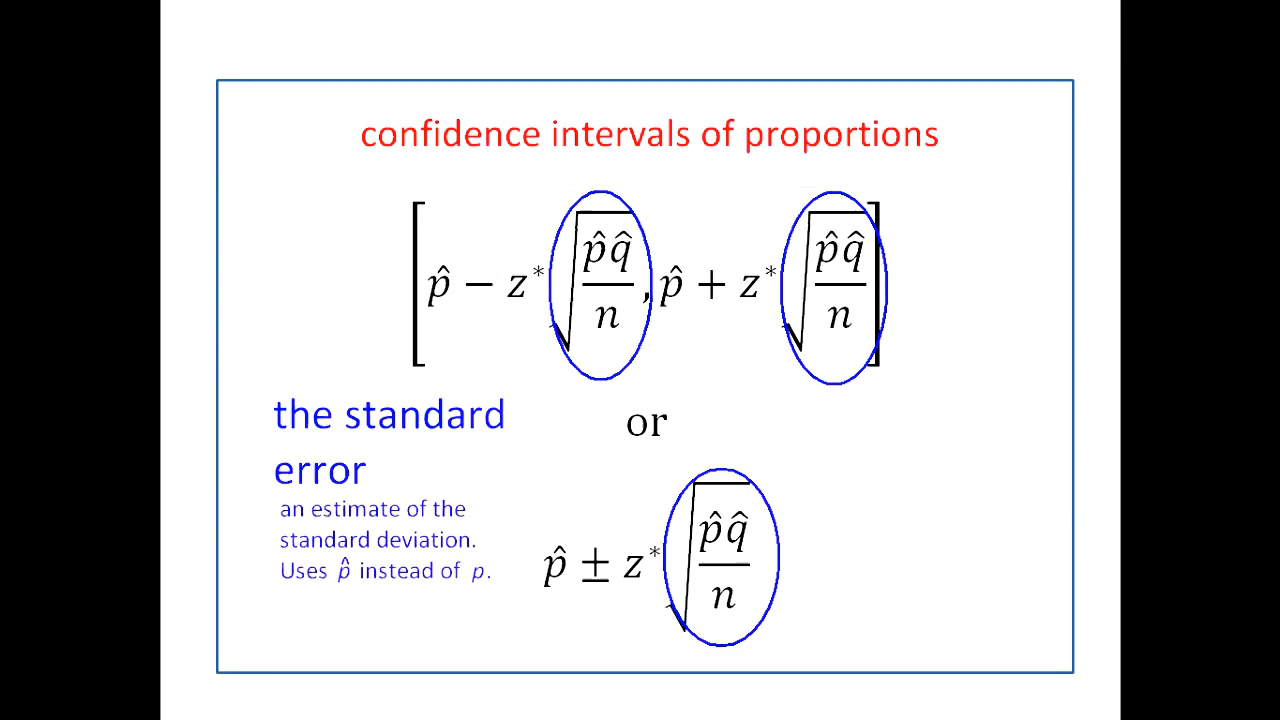 confidence intervals of proportions
[p̂ − z* √(p̂q̂/n), p̂ + z* √(p̂q̂/n)]
the standard
error
or
an estimate of the
standard deviation.
Uses p̂ instead of p.
p̂ ± z* √(p̂q̂/n)